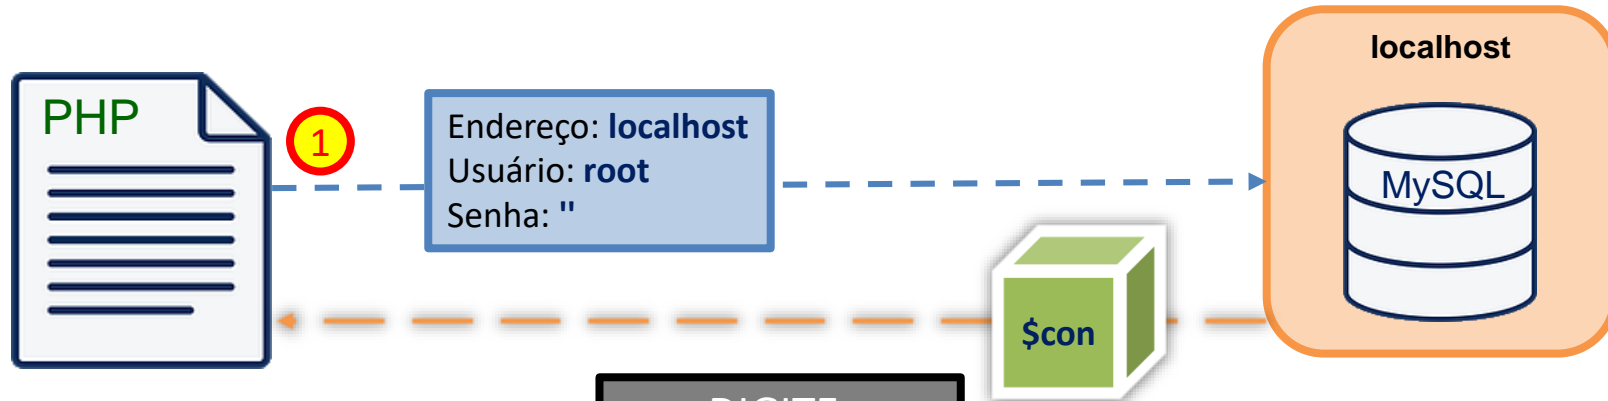 localhost
PHP
1
Endereço: localhost
Usuário: root
Senha: ''
MySQL
$con